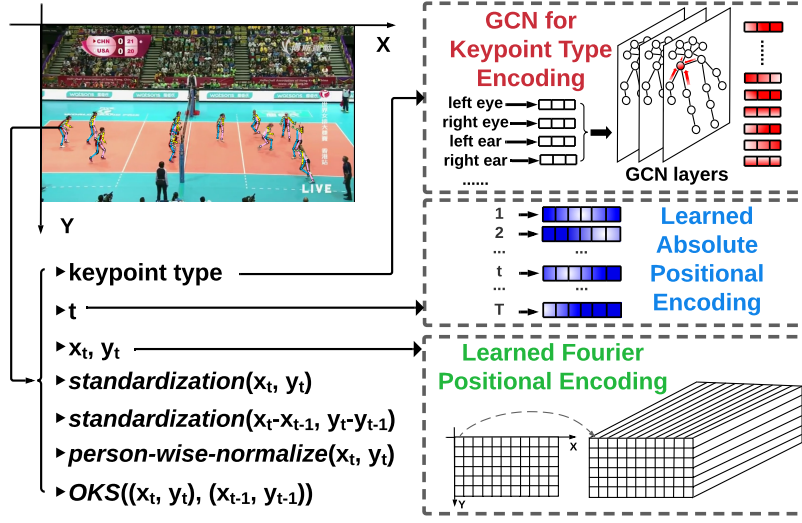 X
CHN 0 21
USA 0 20
watsons
watsons
LIVE
Y
keypoint type
t
xt, yt
standardization(xt, yt)
standardization(xt-xt-1, yt-yt-1)
person-wise-normalize(xt, yt)
OKS((xt, yt), (xt-1, yt-1))
GCN for
Keypoint Type
Encoding
left eye
right eye
left ear
right ear
......
GCN layers
1
2
...
...
t
...
...
T
Learned
Absolute
Positional
Encoding
Learned Fourier
Positional Encoding
X
Y